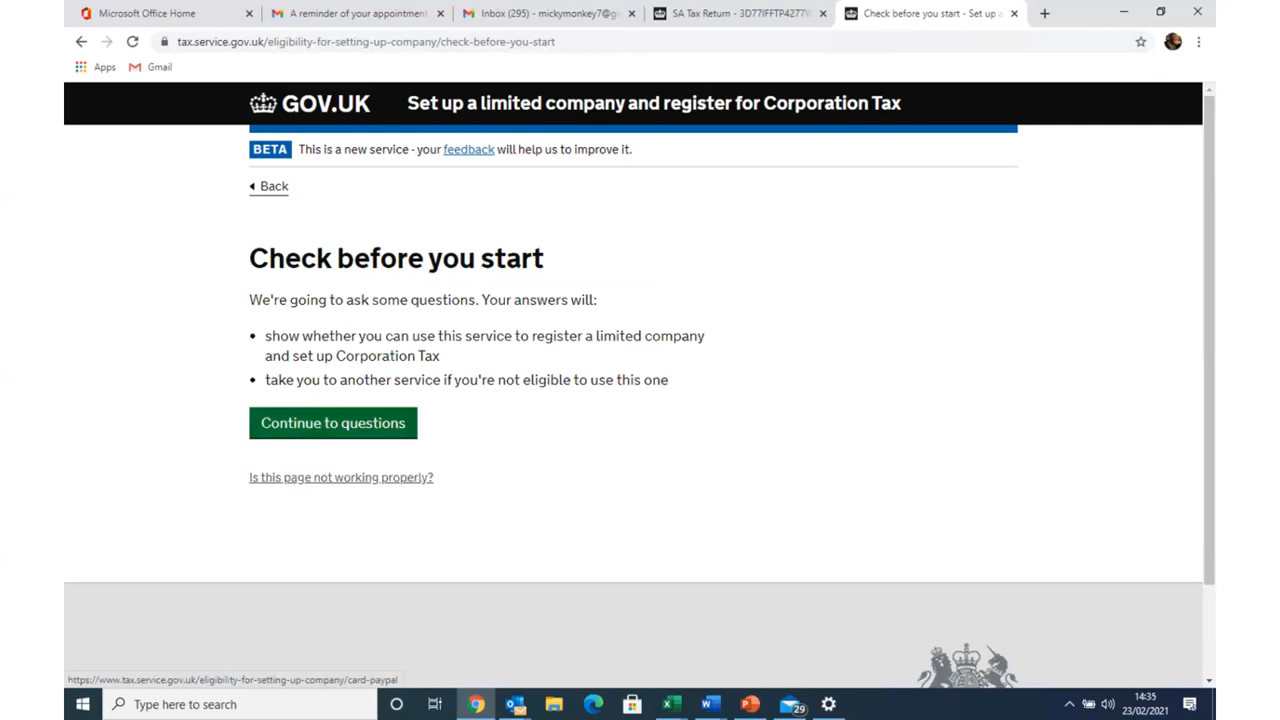 Microsoft Office Home
A reminder of your appointment
Inbox (295) - mickymonkey7@g
SA Tax Return - 3D77IFFTP4277
Check before you start - Set up a
tax.service.gov.uk/eligibility-for-setting-up-company/check-before-you-start
Apps Gmail
GOV.UK Set up a limited company and register for Corporation Tax
BETA This is a new service - your feedback will help us to improve it.
Back
Check before you start
We're going to ask some questions. Your answers will:
• show whether you can use this service to register a limited company
and set up Corporation Tax
• take you to another service if you're not eligible to use this one
Continue to questions
Is this page not working properly?
https://www.tax.service.gov.uk/eligibility-for-setting-up-company/card-paypal
Type here to search
29
14:35
23/02/2021